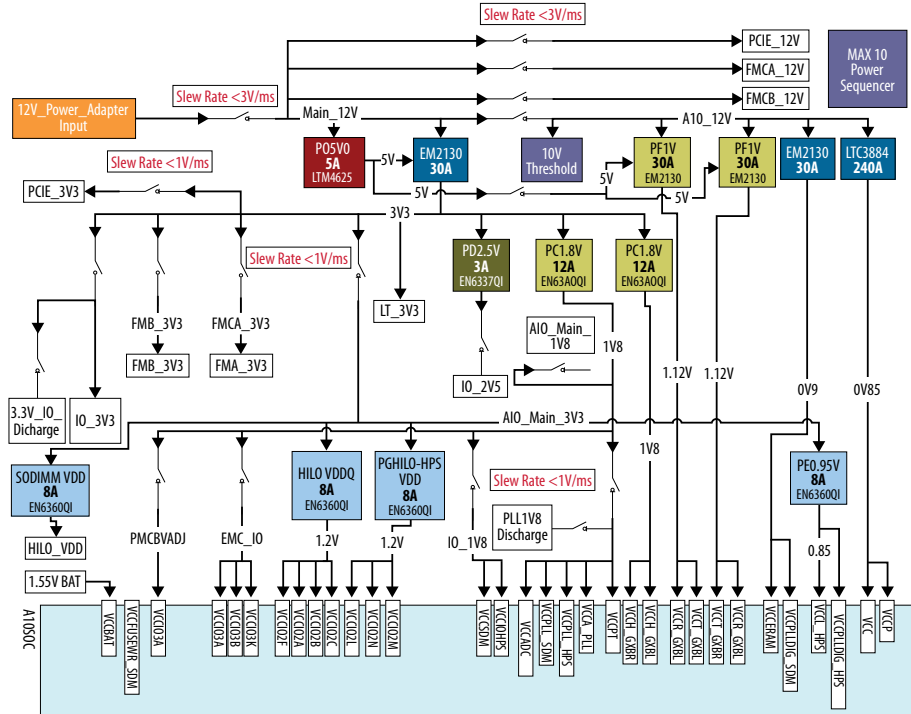 Slew Rate <3V/ms
PCIE_12V
MAX 10
Power
Sequencer
FMCA_12V
Slew Rate <3V/ms
12V_Power_Adapter
Input
Main_12V
FMCB_12V
A10_12V
PO5V0
5A
LTM4625
5V
EM2130
30A
10V
Threshold
5V
PF1V
30A
EM2130
5V
PF1V
30A
EM2130
EM2130
30A
LTC3884
240A
Slew Rate <1V/ms
PCIE_3V3
3V3
Slew Rate <1V/ms
PD2.5V
3A
EN6337QI
PC1.8V
12A
EN63A0QI
PC1.8V
12A
EN63A0QI
LT_3V3
FMB_3V3
FMCA_3V3
AIO_Main_
1V8
1V8
FMB_3V3
FMA_3V3
IO_2V5
1.12V
1.12V
0V9
0V85
3.3V_IO_
Dicharge
IO_3V3
AIO_Main_3V3
1V8
SODIMM VDD
8A
EN6360QI
HILO VDDQ
8A
EN6360QI
PGHILO-HPS
VDD
8A
EN6360QI
Slew Rate <1V/ms
PE0.95V
8A
EN6360QI
PLL1V8
Discharge
HILO_VDD
PMCBVADJ
EMC_IO
1.2V
1.2V
IO_1V8
0.85
1.55V BAT
A10SOC
VCCBAT
VCCFUSEWR_SDM
VCCIO3A
VCCIO3A
VCCIO3B
VCCIO3K
VCCIO2F
VCCIO2A
VCCIO2B
VCCIO2C
VCCIO2L
VCCIO2N
VCCIO2M
VCCSDM
VCCIOHPS
VCCADC
VCCPLL_SDM
VCCPLL_HPS
VCCA_PLL
VCCPT
VCCH_GXBR
VCCH_GXBL
VCCR_GXBL
VCCT_GXBL
VCCT_GXBR
VCCR_GXBL
VCCERAM
VCCPLLDIG_SDM
VCCL_HPS
VCCPLLDIG_HPS
VCC
VCCP